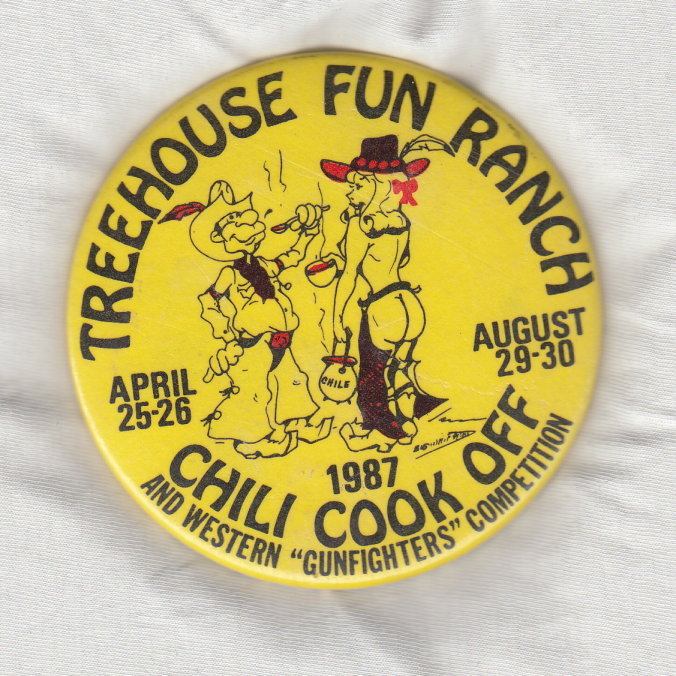 TREEHOUSE FUN RANCH
APRIL
25-26
AUGUST
29-30
CHILE
1987
CHILI COOK OFF
AND WESTERN "GUNFIGHTERS" COMPETITION